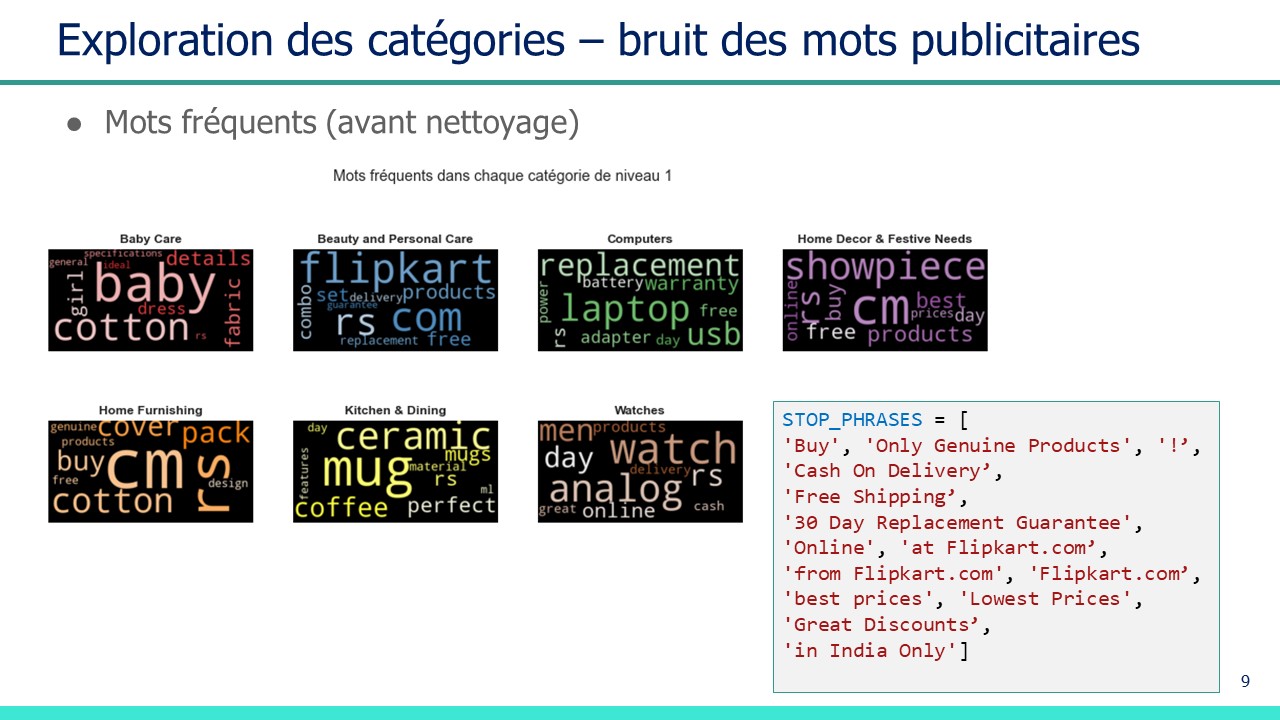 Exploration des catégories – bruit des mots publicitaires
● Mots fréquents (avant nettoyage)
Mots fréquents dans chaque catégorie de niveau 1
Baby Care
specifications
general ideal details
girl baby
dress
cotton rs fabric
Beauty and Personal Care
flipkart
set delivery products
guarantee
combo rs com
replacement free
Computers
replacement
battery warranty
power laptop free
rs adapter day usb
Home Decor & Festive Needs
showpiece
online rs buy cm best
prices day
free products
Home Furnishing
genuine cover pack
products
buy cm rs
free design
cotton
Kitchen & Dining
day ceramic
features mug mugs
material
rs
ml
coffee perfect
Watches
men products
day watch
delivery rs
analog
great online cash
STOP_PHRASES = [
'Buy', 'Only Genuine Products', '!’,
'Cash On Delivery’,
'Free Shipping’,
'30 Day Replacement Guarantee',
'Online', 'at Flipkart.com’,
'from Flipkart.com', 'Flipkart.com’,
'best prices', 'Lowest Prices',
'Great Discounts’,
'in India Only']
9